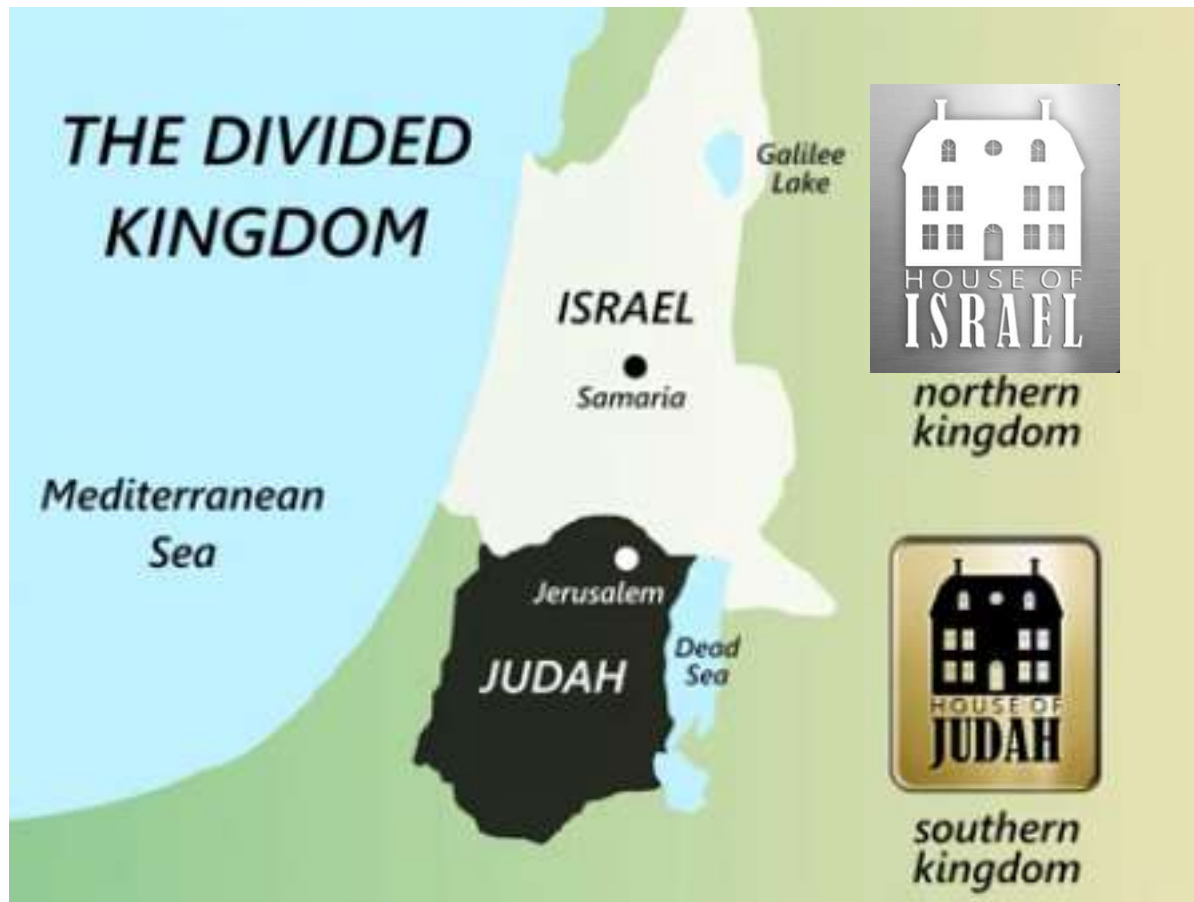 THE DIVIDED
KINGDOM
Galilee
Lake
ISRAEL
Samaria
HOUSE OF
ISRAEL
northern
kingdom
Mediterranean
Sea
Jerusalem
JUDAH
Dead
Sea
HOUSE OF
JUDAH
southern
kingdom